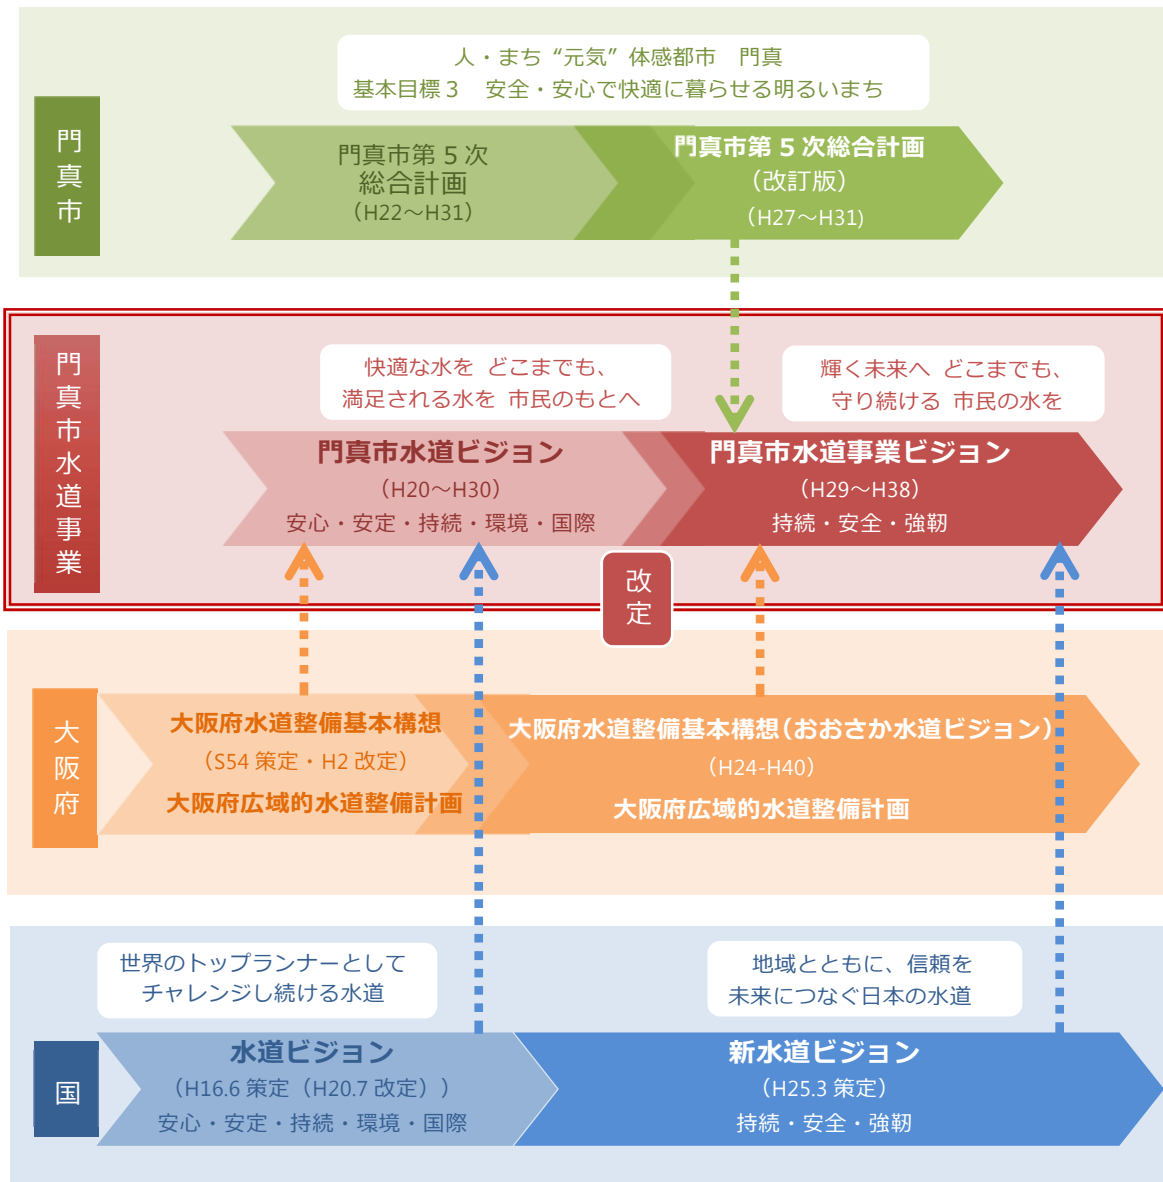 人・まち “元気” 体感都市　門真
基本目標３　安全・安心で快適に暮らせる明るいまち
門真市
門真市第 5 次
総合計画
（H22～H31）
門真市第 5 次総合計画
（改訂版）
（H27～H31)
門真市水道事業
快適な水を どこまでも、
満足される水を 市民のもとへ
輝く未来へ どこまでも、
守り続ける 市民の水を
門真市水道ビジョン
（H20～H30）
安心・安定・持続・環境・国際
門真市水道事業ビジョン
（H29～H38）
持続・安全・強靭
改定
大阪府
大阪府水道整備基本構想
（S54 策定・H2 改定）
大阪府広域的水道整備計画
大阪府水道整備基本構想(おおさか水道ビジョン）
（H24-H40）
大阪府広域的水道整備計画
世界のトップランナーとして
チャレンジし続ける水道
地域とともに、信頼を
未来につなぐ日本の水道
国
水道ビジョン
（H16.6 策定（H20.7 改定））
安心・安定・持続・環境・国際
新水道ビジョン
（H25.3 策定）
持続・安全・強靭